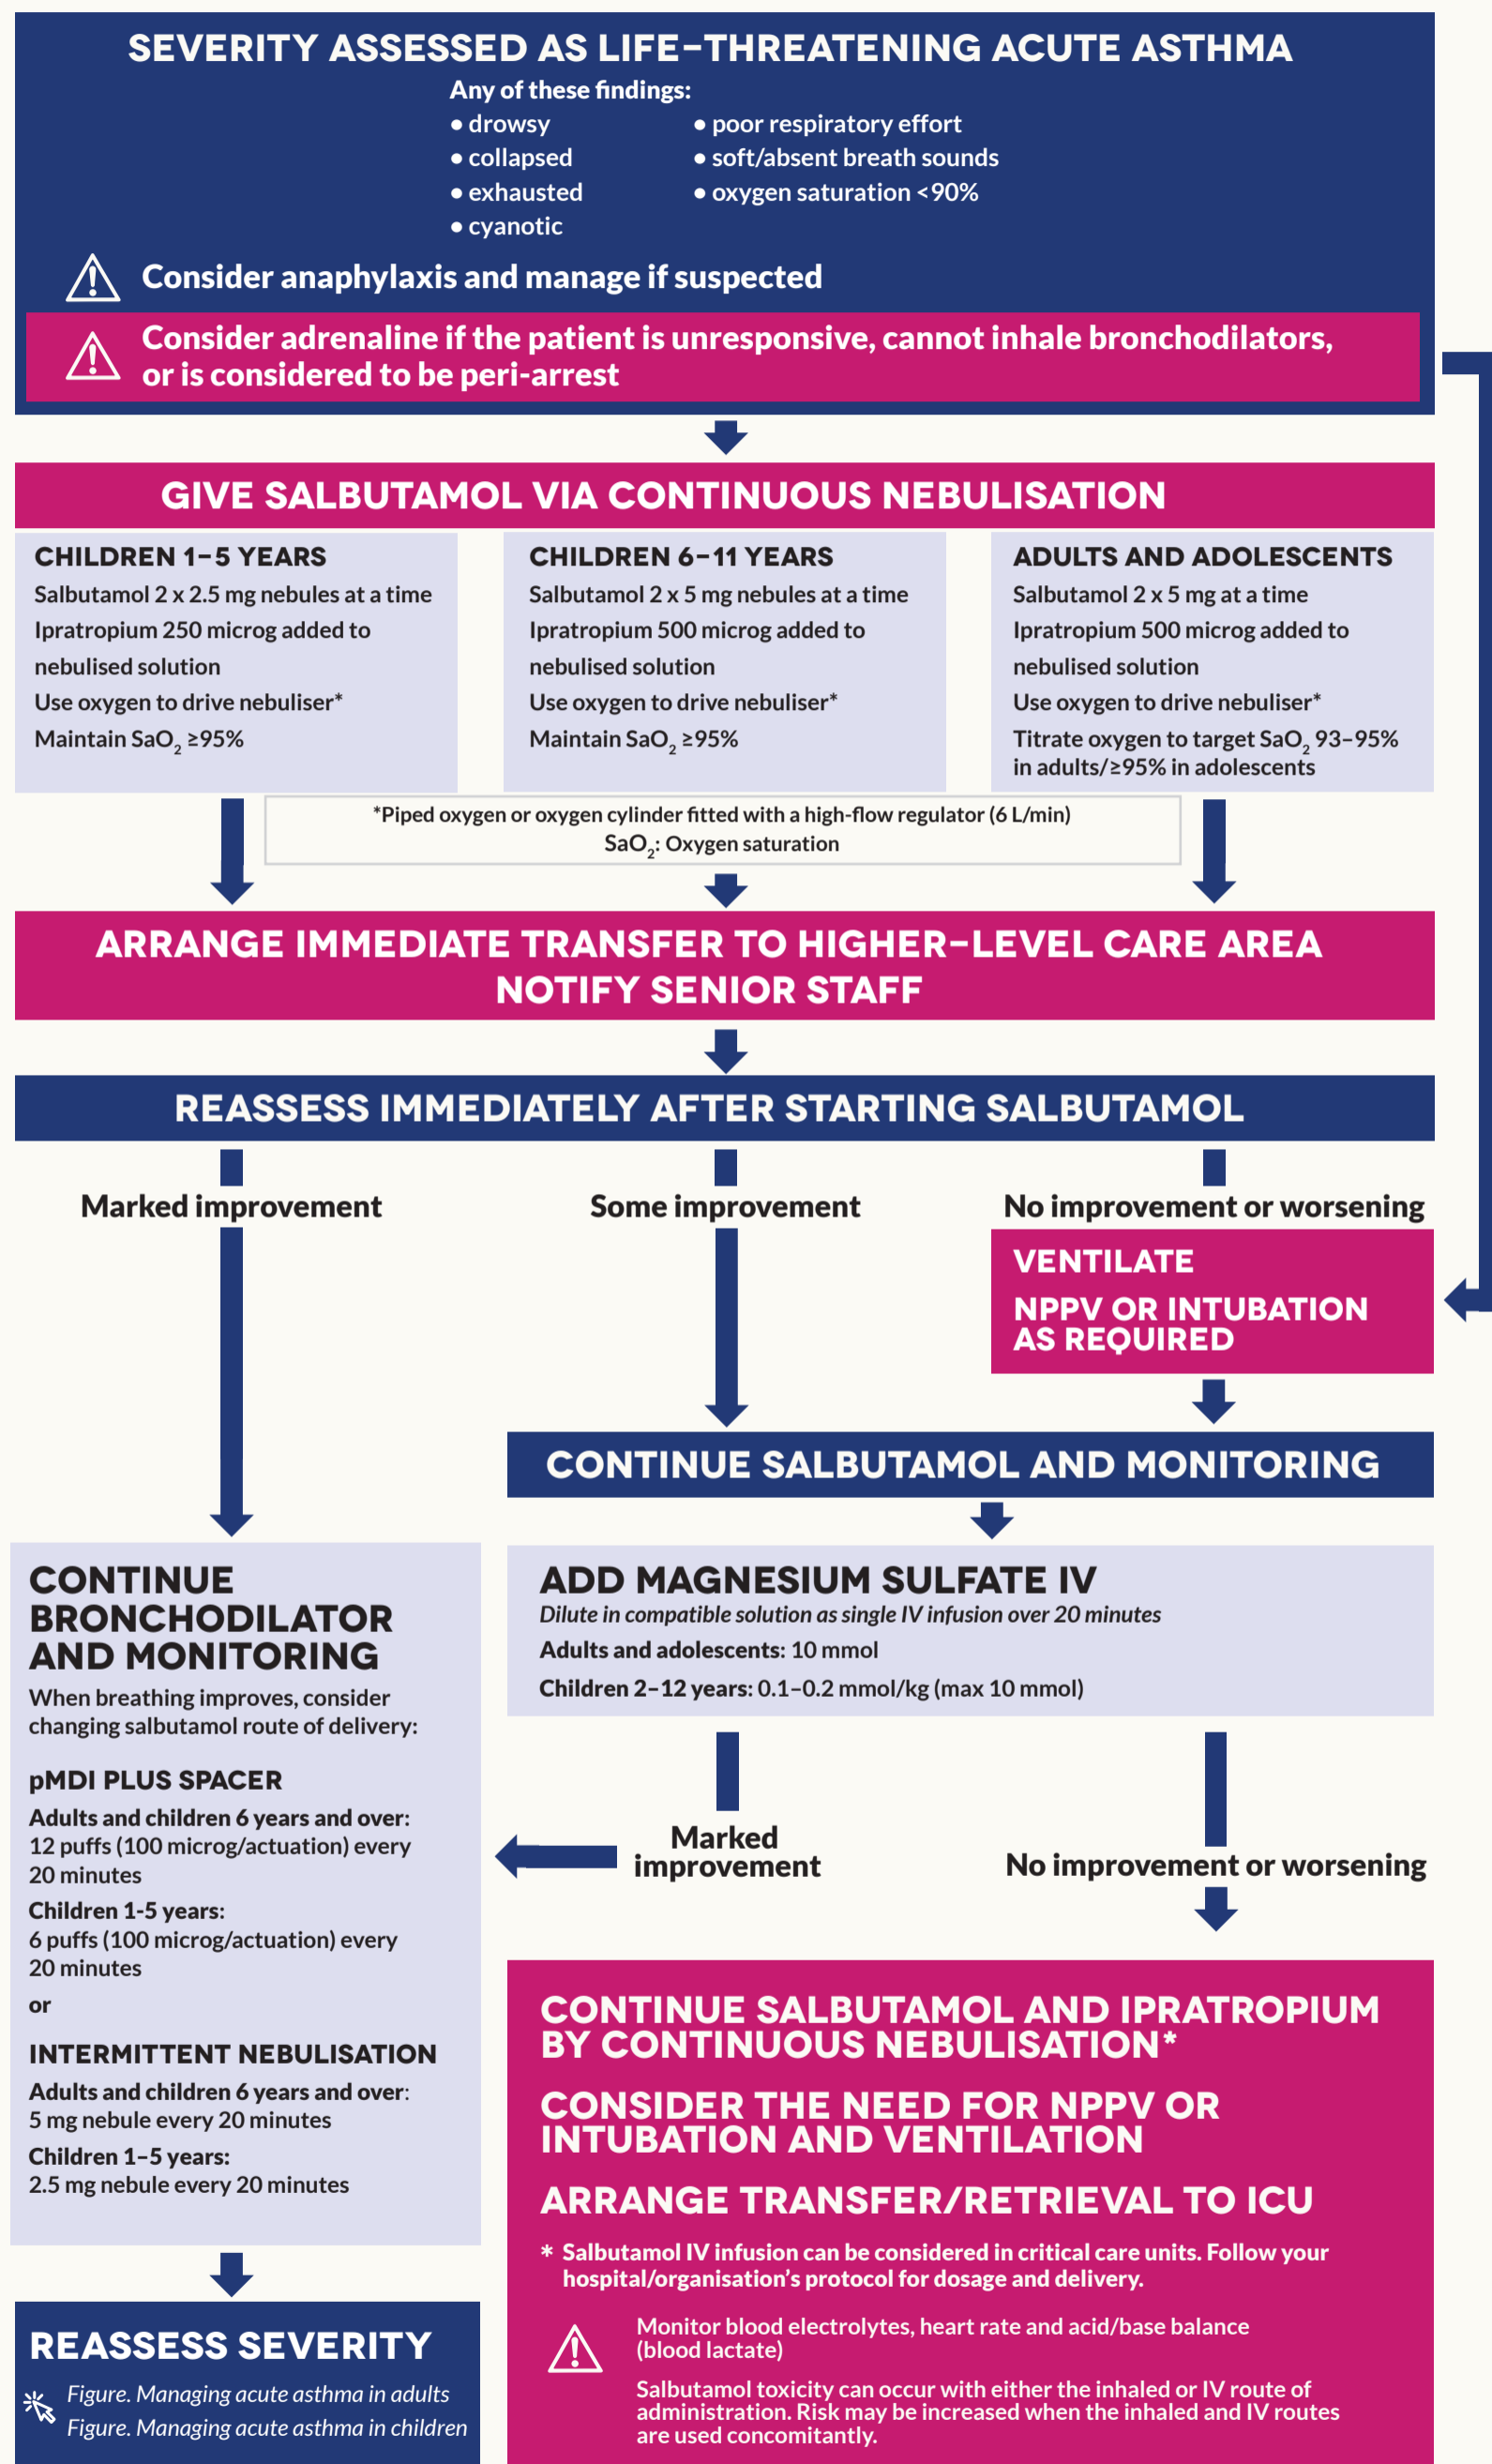 SEVERITY ASSESSED AS LIFE-THREATENING ACUTE ASTHMA
Any of these findings:
• drowsy
• collapsed
• exhausted
• cyanotic
• poor respiratory effort
• soft/absent breath sounds
• oxygen saturation <90%
Consider anaphylaxis and manage if suspected
Consider adrenaline if the patient is unresponsive, cannot inhale bronchodilators,
or is considered to be peri-arrest
GIVE SALBUTAMOL VIA CONTINUOUS NEBULISATION
CHILDREN 1–5 YEARS
Salbutamol 2 x 2.5 mg nebules at a time
Ipratropium 250 microg added to
nebulised solution
Use oxygen to drive nebuliser*
Maintain SaO₂ ≥95%
CHILDREN 6–11 YEARS
Salbutamol 2 x 5 mg nebules at a time
Ipratropium 500 microg added to
nebulised solution
Use oxygen to drive nebuliser*
Maintain SaO₂ ≥95%
ADULTS AND ADOLESCENTS
Salbutamol 2 x 5 mg at a time
Ipratropium 500 microg added to
nebulised solution
Use oxygen to drive nebuliser*
Titrate oxygen to target SaO₂ 93–95%
in adults/≥95% in adolescents
*Piped oxygen or oxygen cylinder fitted with a high-flow regulator (6 L/min)
SaO₂: Oxygen saturation
ARRANGE IMMEDIATE TRANSFER TO HIGHER-LEVEL CARE AREA
NOTIFY SENIOR STAFF
REASSESS IMMEDIATELY AFTER STARTING SALBUTAMOL
Marked improvement
Some improvement
No improvement or worsening
VENTILATE
NPPV OR INTUBATION
AS REQUIRED
CONTINUE SALBUTAMOL AND MONITORING
ADD MAGNESIUM SULFATE IV
Dilute in compatible solution as single IV infusion over 20 minutes
Adults and adolescents: 10 mmol
Children 2–12 years: 0.1–0.2 mmol/kg (max 10 mmol)
Marked
improvement
No improvement or worsening
CONTINUE
BRONCHODILATOR
AND MONITORING
When breathing improves, consider
changing salbutamol route of delivery:
pMDI PLUS SPACER
Adults and children 6 years and over:
12 puffs (100 microg/actuation) every
20 minutes
Children 1-5 years:
6 puffs (100 microg/actuation) every
20 minutes
or
INTERMITTENT NEBULISATION
Adults and children 6 years and over:
5 mg nebule every 20 minutes
Children 1–5 years:
2.5 mg nebule every 20 minutes
REASSESS SEVERITY
Figure. Managing acute asthma in adults
Figure. Managing acute asthma in children
CONTINUE SALBUTAMOL AND IPRATROPIUM
BY CONTINUOUS NEBULISATION*
CONSIDER THE NEED FOR NPPV OR
INTUBATION AND VENTILATION
ARRANGE TRANSFER/RETRIEVAL TO ICU
* Salbutamol IV infusion can be considered in critical care units. Follow your
hospital/organisation's protocol for dosage and delivery.
Monitor blood electrolytes, heart rate and acid/base balance
(blood lactate)
Salbutamol toxicity can occur with either the inhaled or IV route of
administration. Risk may be increased when the inhaled and IV routes
are used concomitantly.